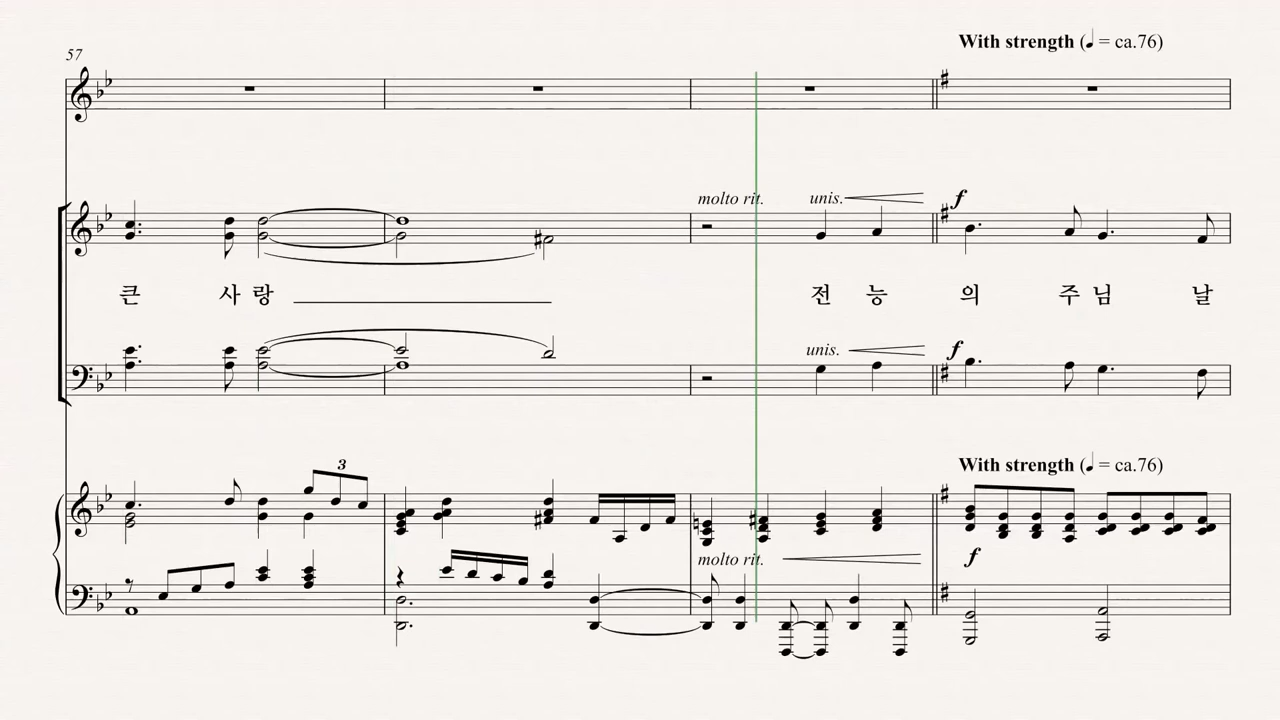 With strength (♩ = ca.76)
57
molto rit. unis. f
큰 사 랑 전 능 의 주 님 날
unis. f
With strength (♩ = ca.76)
3
molto rit. f